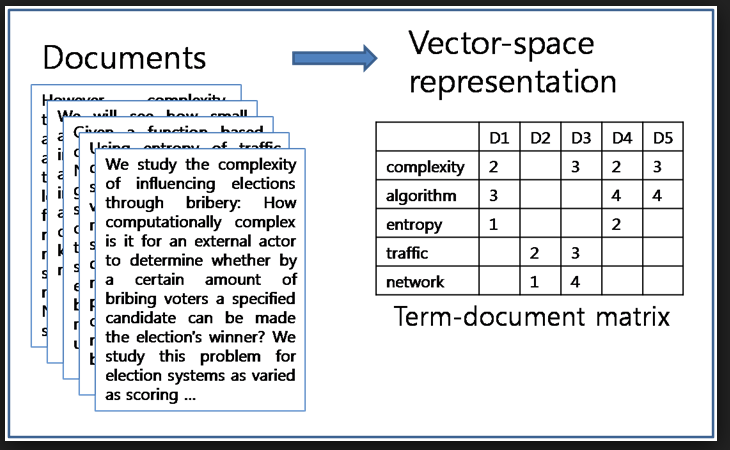 Documents
Vector-space
representation
However, complexity
We will see how small
Given a function based
Using entropy of traffic
We study the complexity
of influencing elections
through bribery: How
computationally complex
is it for an external actor
to determine whether by
a certain amount of
bribing voters a specified
candidate can be made
the election's winner? We
study this problem for
election systems as varied
as scoring ...
D1 D2 D3 D4 D5
complexity 2 3 2 3
algorithm 3 4 4
entropy 1 2
traffic 2 3
network 1 4
Term-document matrix